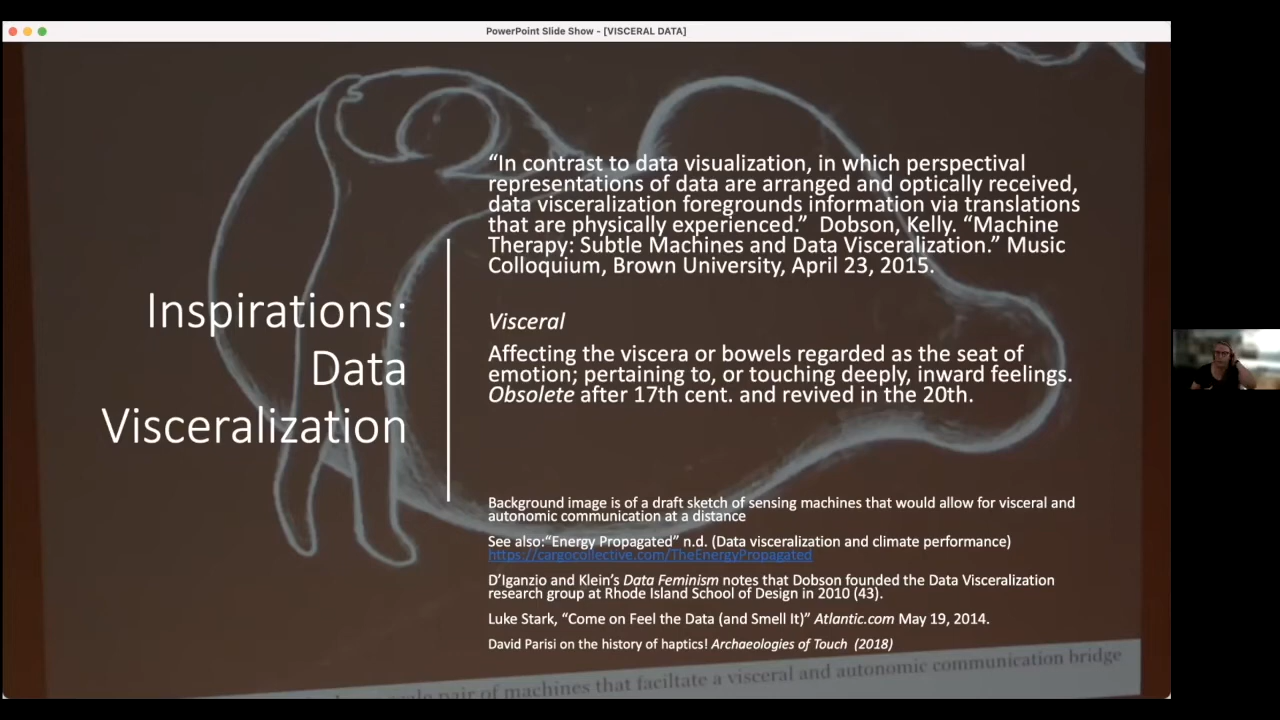 PowerPoint Slide Show - [VISCERAL DATA]
Inspirations:
Data
Visceralization
“In contrast to data visualization, in which perspectival
representations of data are arranged and optically received,
data visceralization foregrounds information via translations
that are physically experienced.”  Dobson, Kelly. “Machine
Therapy: Subtle Machines and Data Visceralization.” Music
Colloquium, Brown University, April 23, 2015.
Visceral
Affecting the viscera or bowels regarded as the seat of
emotion; pertaining to, or touching deeply, inward feelings.
Obsolete after 17th cent. and revived in the 20th.
Background image is of a draft sketch of sensing machines that would allow for visceral and
autonomic communication at a distance
See also:“Energy Propagated” n.d. (Data visceralization and climate performance)
https://cargocollective.com/TheEnergyPropagated
D’Iganzio and Klein’s Data Feminism notes that Dobson founded the Data Visceralization
research group at Rhode Island School of Design in 2010 (43).
Luke Stark, “Come on Feel the Data (and Smell It)” Atlantic.com May 19, 2014.
David Parisi on the history of haptics! Archaeologies of Touch  (2018)
pair of machines that faciltate a visceral and autonomic communication bridge